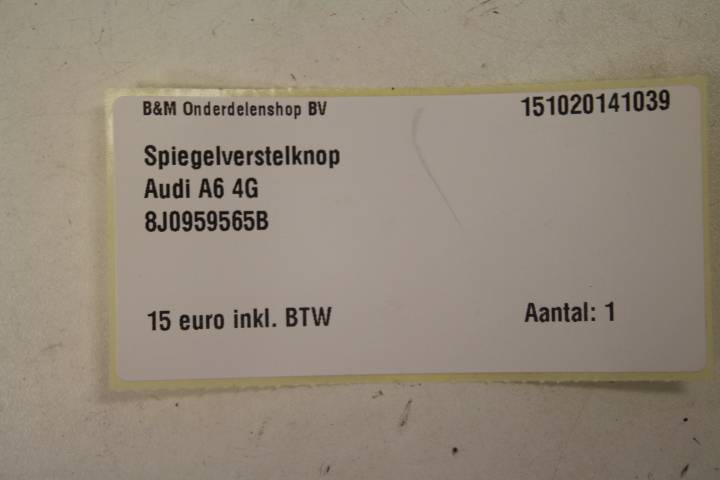 B&M Onderdelenshop BV 151020141039
Spiegelverstelknop
Audi A6 4G
8J0959565B
15 euro inkl. BTW Aantal: 1